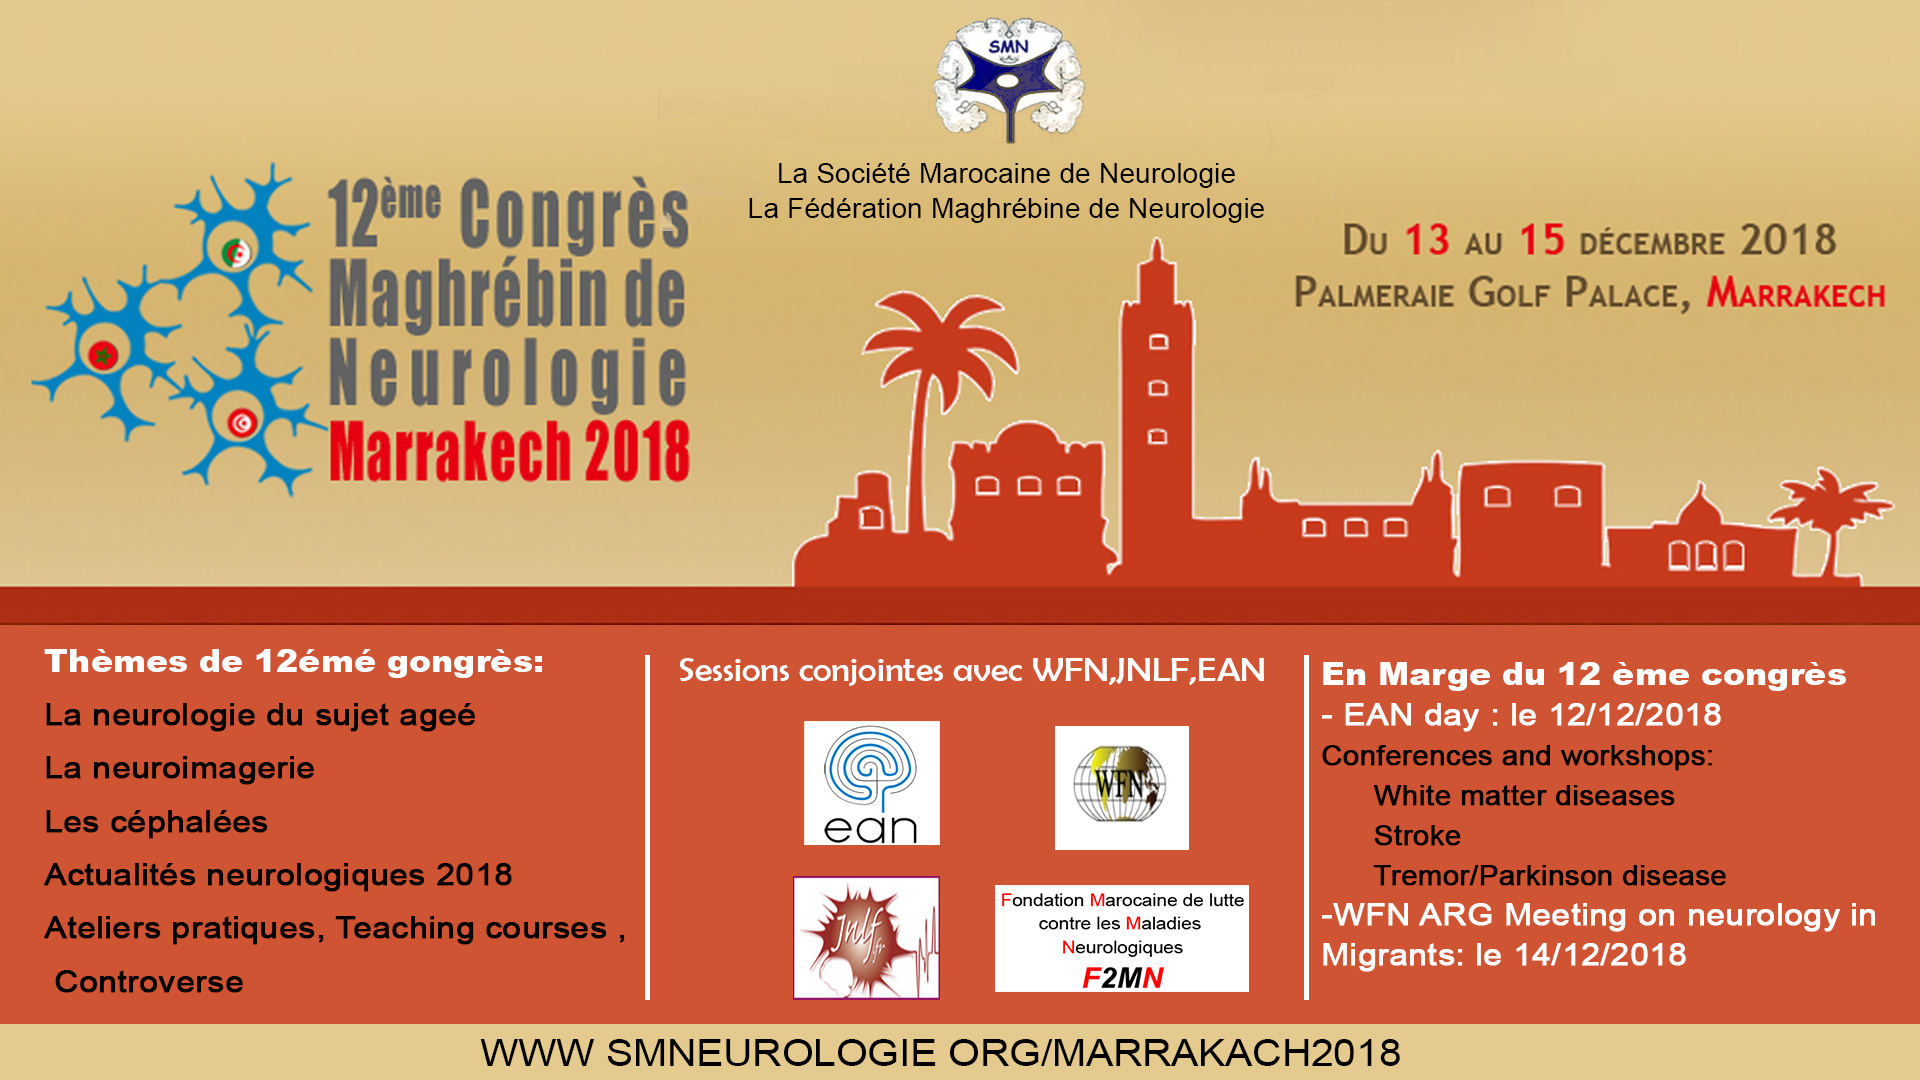 SMN
La Société Marocaine de Neurologie
La Fédération Maghrébine de Neurologie
12ème Congrès
Maghrébin de
Neurologie
Marrakech 2018
Du 13 au 15 décembre 2018
Palmeraie Golf Palace, Marrakech
Thèmes de 12émé gongrès:
La neurologie du sujet ageé
La neuroimagerie
Les céphalées
Actualités neurologiques 2018
Ateliers pratiques, Teaching courses ,
Controverse
Sessions conjointes avec WFN,JNLF,EAN
ean
WFN
Jnlf.fr
Fondation Marocaine de lutte
contre les Maladies
Neurologiques
F2MN
En Marge du 12 ème congrès
- EAN day : le 12/12/2018
Conferences and workshops:
White matter diseases
Stroke
Tremor/Parkinson disease
-WFN ARG Meeting on neurology in
Migrants: le 14/12/2018
WWW SMNEUROLOGIE ORG/MARRAKACH2018